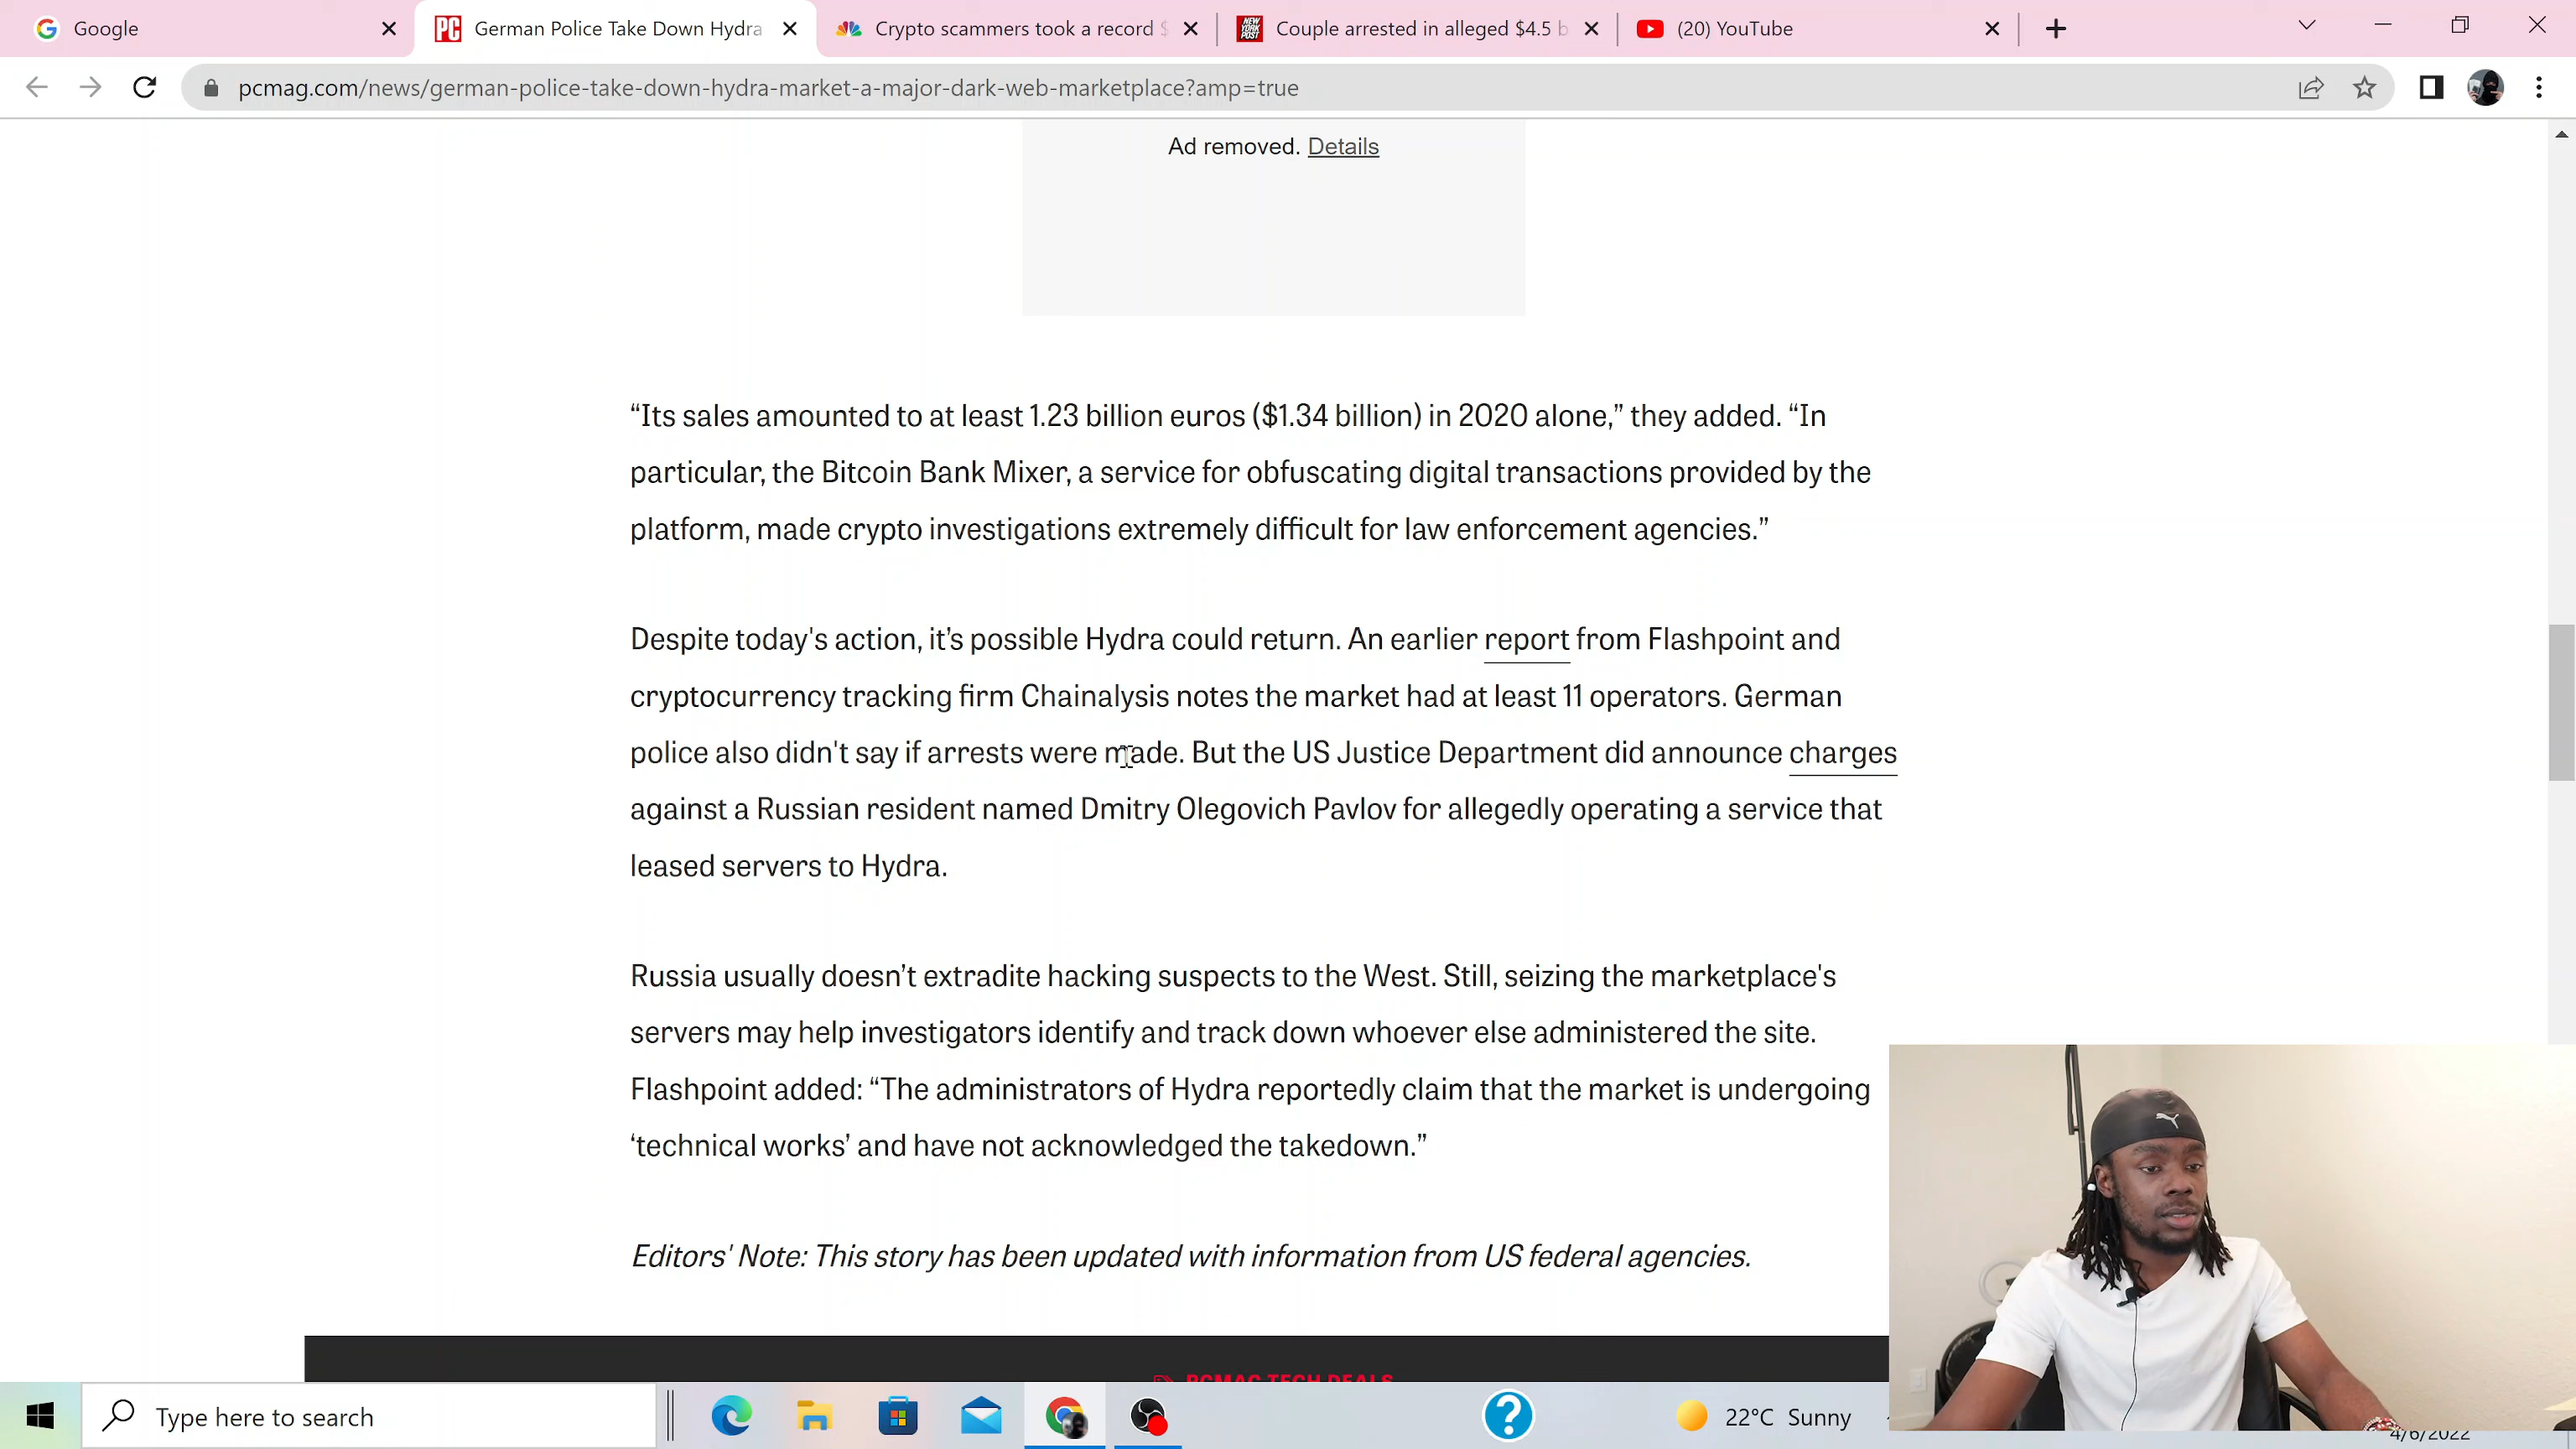 Google
PC German Police Take Down Hydra
Crypto scammers took a record $
NEW YORK POST Couple arrested in alleged $4.5 b
(20) YouTube
pcmag.com/news/german-police-take-down-hydra-market-a-major-dark-web-marketplace?amp=true
Ad removed. Details
“Its sales amounted to at least 1.23 billion euros ($1.34 billion) in 2020 alone,” they added. “In
particular, the Bitcoin Bank Mixer, a service for obfuscating digital transactions provided by the
platform, made crypto investigations extremely difficult for law enforcement agencies.”
Despite today's action, it’s possible Hydra could return. An earlier report from Flashpoint and
cryptocurrency tracking firm Chainalysis notes the market had at least 11 operators. German
police also didn't say if arrests were made. But the US Justice Department did announce charges
against a Russian resident named Dmitry Olegovich Pavlov for allegedly operating a service that
leased servers to Hydra.
Russia usually doesn’t extradite hacking suspects to the West. Still, seizing the marketplace's
servers may help investigators identify and track down whoever else administered the site.
Flashpoint added: “The administrators of Hydra reportedly claim that the market is undergoing
‘technical works’ and have not acknowledged the takedown.”
Editors' Note: This story has been updated with information from US federal agencies.
PCMAG TECH DEALS
Type here to search
22°C Sunny
4/6/2022